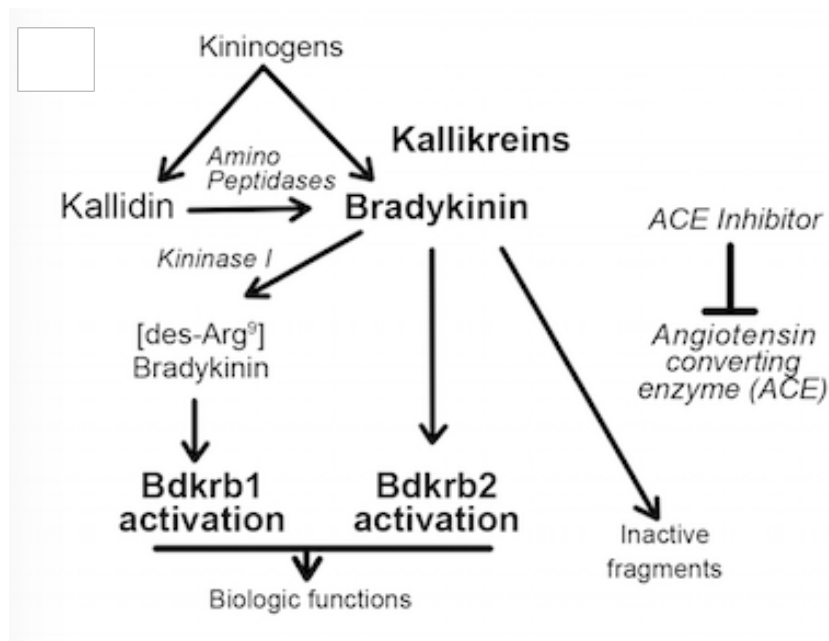 Kininogens
Kallikreins
Amino
Peptidases
Kallidin
Bradykinin
ACE Inhibitor
Kininase I
[des-Arg⁹]
Bradykinin
Angiotensin
converting
enzyme (ACE)
Bdkrb1
activation
Bdkrb2
activation
Inactive
fragments
Biologic functions